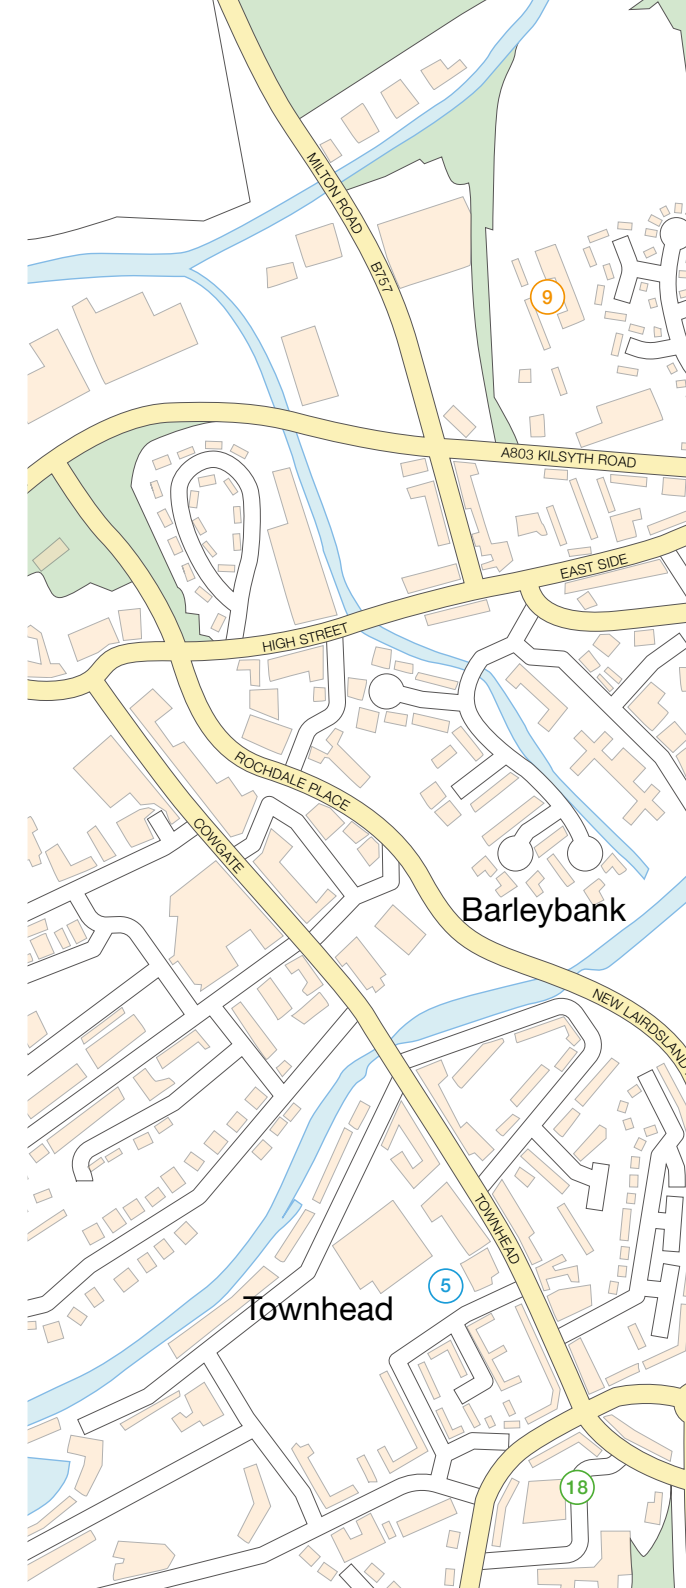 MILTON ROAD
B757
9
A803 KILSYTH ROAD
EAST SIDE
HIGH STREET
ROCHDALE PLACE
COWGATE
Barleybank
NEW LAIRDSLAND
TOWNHEAD
5
Townhead
18